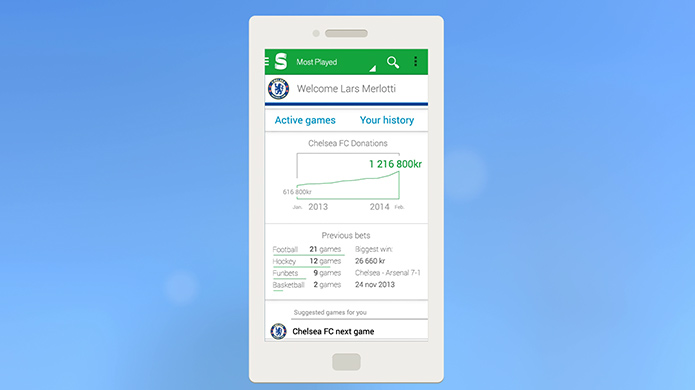 S Most Played
Welcome Lars Merlotti
Active games Your history
Chelsea FC Donations
1 216 800kr
616 800kr
Jan. 2013 2014 Feb.
Previous bets
Football 21 games Biggest win:
Hockey 12 games 26 660 kr
Funbets 9 games Chelsea - Arsenal 7-1
Basketball 2 games 24 nov 2013
Suggested games for you
Chelsea FC next game